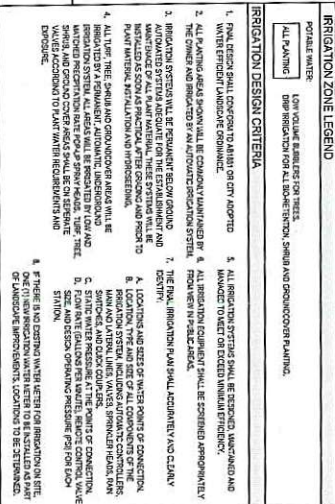 IRRIGATION ZONE LEGEND
POTABLE WATER:
ALL PLANTING
LOW VOLUME BUBBLERS FOR TREES.
DRIP IRRIGATION FOR ALL BIO-RETENTION, SHRUB AND GROUNDCOVER PLANTING.
IRRIGATION DESIGN CRITERIA
1. FINAL DESIGN SHALL CONFORM TO AB1881 OR CITY ADOPTED
WATER EFFICIENT LANDSCAPE ORDINANCE.
2. ALL PLANTING AREAS SHOWN WILL BE COMMONLY MAINTAINED BY
THE OWNER AND IRRIGATED BY AN AUTOMATIC IRRIGATION SYSTEM.
3. IRRIGATION SYSTEMS WILL BE PERMANENT BELOW GROUND
AUTOMATED SYSTEMS ADEQUATE FOR THE ESTABLISHMENT AND
MAINTENACE OF ALL PLANT MATERIAL. THESE SYSTEMS WILL BE
INSTALLED AS SOON AS PRACTICAL AFTER GRADING AND PRIOR TO
PLANT MATERIAL INSTALLATION AND HYDROSEEDING.
4. ALL TURF, TREE, SHRUB AND GROUNDCOVER AREAS WILL BE
IRRIGATED BY A PERMANENT, AUTOMATIC, UNDERGROUND
IRRIGATION SYSTEM. ALL AREAS WILL BE IRRIGATED BY LOW AND
MATCHED PRECIPITATION RATE POPUP SPRAY HEADS. TURF, TREE,
SHRUB, AND GROUND COVER AREAS SHALL BE ON SEPERATE
VALVES ACCORDING TO PLANT WATER REQUIREMENTS AND
EXPOSURE.
5. ALL IRRIGATION SYSTEMS SHALL BE DESIGNED, MAINTAINED AND
MANAGED TO MEET OR EXCEED MINIMUM EFFICIENCY.
6. ALL IRRIGATION EQUIPMENT SHALL BE SCREENED APPROPRIATELY
FROM VIEW IN PUBLIC AREAS.
7. THE FINAL IRRIGATION PLAN SHALL ACCURATELY AND CLEARLY
IDENTIFY:
A. LOCATIONS AND SIZES OF WATER POINTS OF CONNECTION.
B. LOCATION, TYPE AND SIZE OF ALL COMPONENTS OF THE
IRRIGATION SYSTEM, INCLUDING AUTOMATIC CONTROLLERS,
MAIN AND LATERAL LINES, VALVES, SPRINKLER HEADS, RAIN
SWITCHES, AND QUICK COUPLERS.
C. STATIC WATER PRESSURE AT THE POINTS OF CONNECTION.
D. FLOW RATE (GALLONS PER MINUTE), REMOTE CONTROL VALVE
SIZE, AND DESIGN OPERATING PRESSURE (PSI) FOR EACH
STATION.
8. IF THERE IS NO EXISTING WATER METER FOR IRRIGATION ON SITE,
ONE (1) NEW IRRIGATION WATER METER TO BE INSTALLED AS PART
OF LANDSCAPE IMPROVEMENTS, LOCATIONS TO BE DETERMINED.